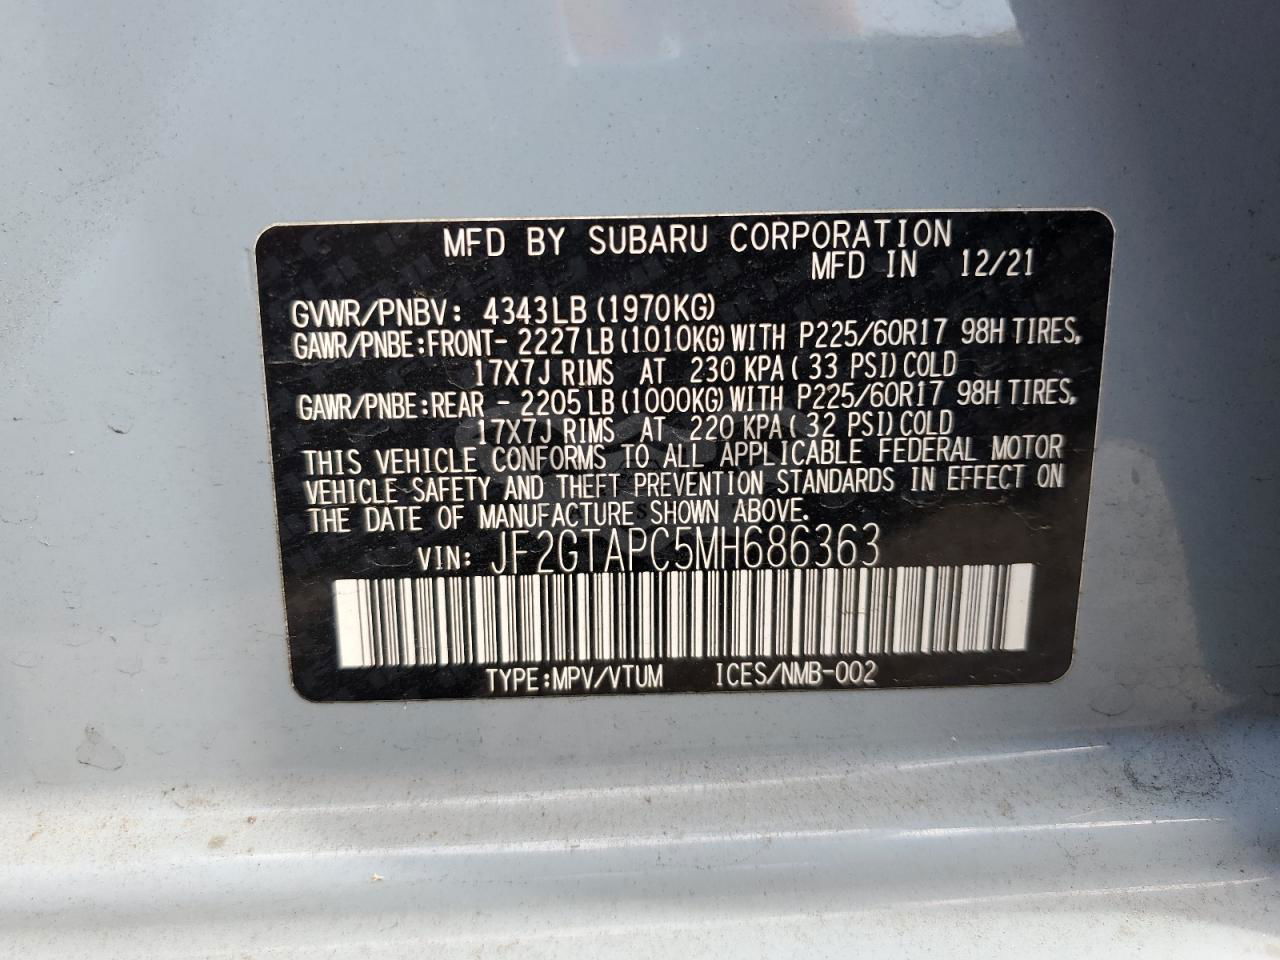 MFD BY SUBARU CORPORATION
MFD IN 12/21
GVWR/PNBV: 4343LB (1970KG)
GAWR/PNBE:FRONT- 2227LB (1010KG) WITH P225/60R17 98H TIRES,
17X7J RIMS AT 230 KPA( 33 PSI) COLD
GAWR/PNBE:REAR - 2205LB (1000KG) WITH P225/60R17 98H TIRES,
17X7J RIMS AT 220 KPA( 32 PSI) COLD
THIS VEHICLE CONFORMS TO ALL APPLICABLE FEDERAL MOTOR
VEHICLE SAFETY AND THEFT PREVENTION STANDARDS IN EFFECT ON
THE DATE OF MANUFACTURE SHOWN ABOVE.
VIN: JF2GTAPC5MH686363
TYPE:MPV/VTUM ICES/NMB-002